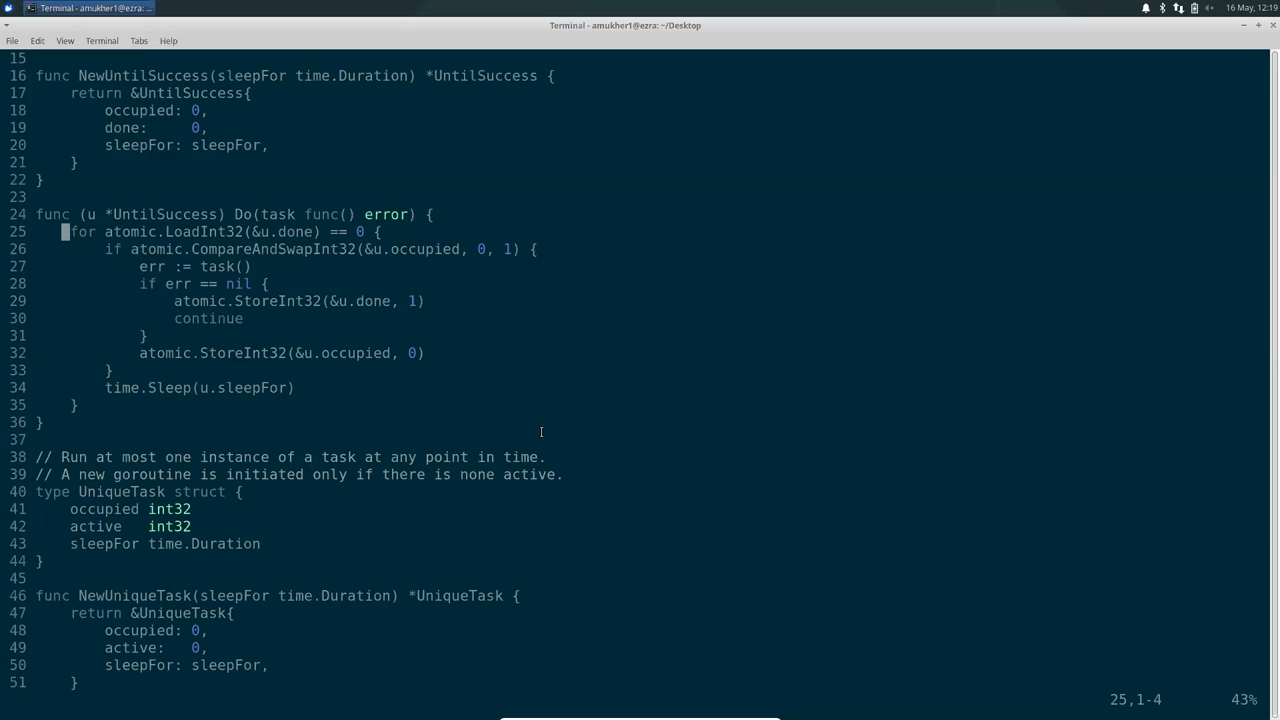 Terminal - amukher1@ezra: ~/Desktop...
16 May, 12:19
Terminal - amukher1@ezra: ~/Desktop
File Edit View Terminal Tabs Help
15
16 func NewUntilSuccess(sleepFor time.Duration) *UntilSuccess {
17     return &UntilSuccess{
18         occupied: 0,
19         done:     0,
20         sleepFor: sleepFor,
21     }
22 }
23
24 func (u *UntilSuccess) Do(task func() error) {
25     for atomic.LoadInt32(&u.done) == 0 {
26         if atomic.CompareAndSwapInt32(&u.occupied, 0, 1) {
27             err := task()
28             if err == nil {
29                 atomic.StoreInt32(&u.done, 1)
30                 continue
31             }
32             atomic.StoreInt32(&u.occupied, 0)
33         }
34         time.Sleep(u.sleepFor)
35     }
36 }
37
38 // Run at most one instance of a task at any point in time.
39 // A new goroutine is initiated only if there is none active.
40 type UniqueTask struct {
41     occupied int32
42     active   int32
43     sleepFor time.Duration
44 }
45
46 func NewUniqueTask(sleepFor time.Duration) *UniqueTask {
47     return &UniqueTask{
48         occupied: 0,
49         active:   0,
50         sleepFor: sleepFor,
51     }
25,1-4 43%